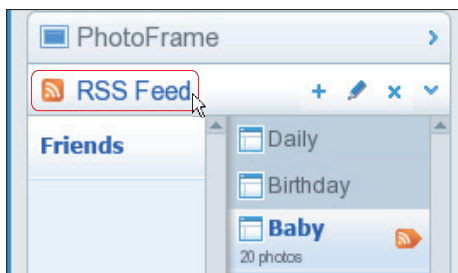 PhotoFrame
RSS Feed
Friends
Daily
Birthday
Baby
20 photos